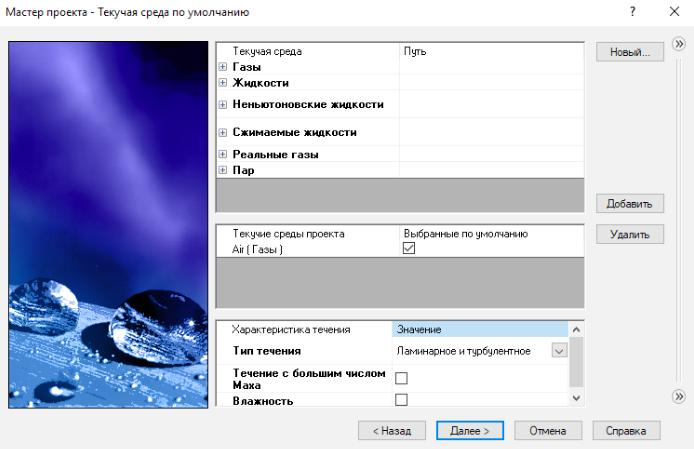 Мастер проекта - Текучая среда по умолчанию
?
Текучая среда Путь
Газы
Жидкости
Неньютоновские жидкости
Сжимаемые жидкости
Реальные газы
Пар
Новый...
Добавить
Удалить
Текучие среды проекта Выбранные по умолчанию
Air ( Газы )
Характеристика течения Значение
Тип течения Ламинарное и турбулентное
Течение с большим числом
Маха
Влажность
< Назад Далее > Отмена Справка